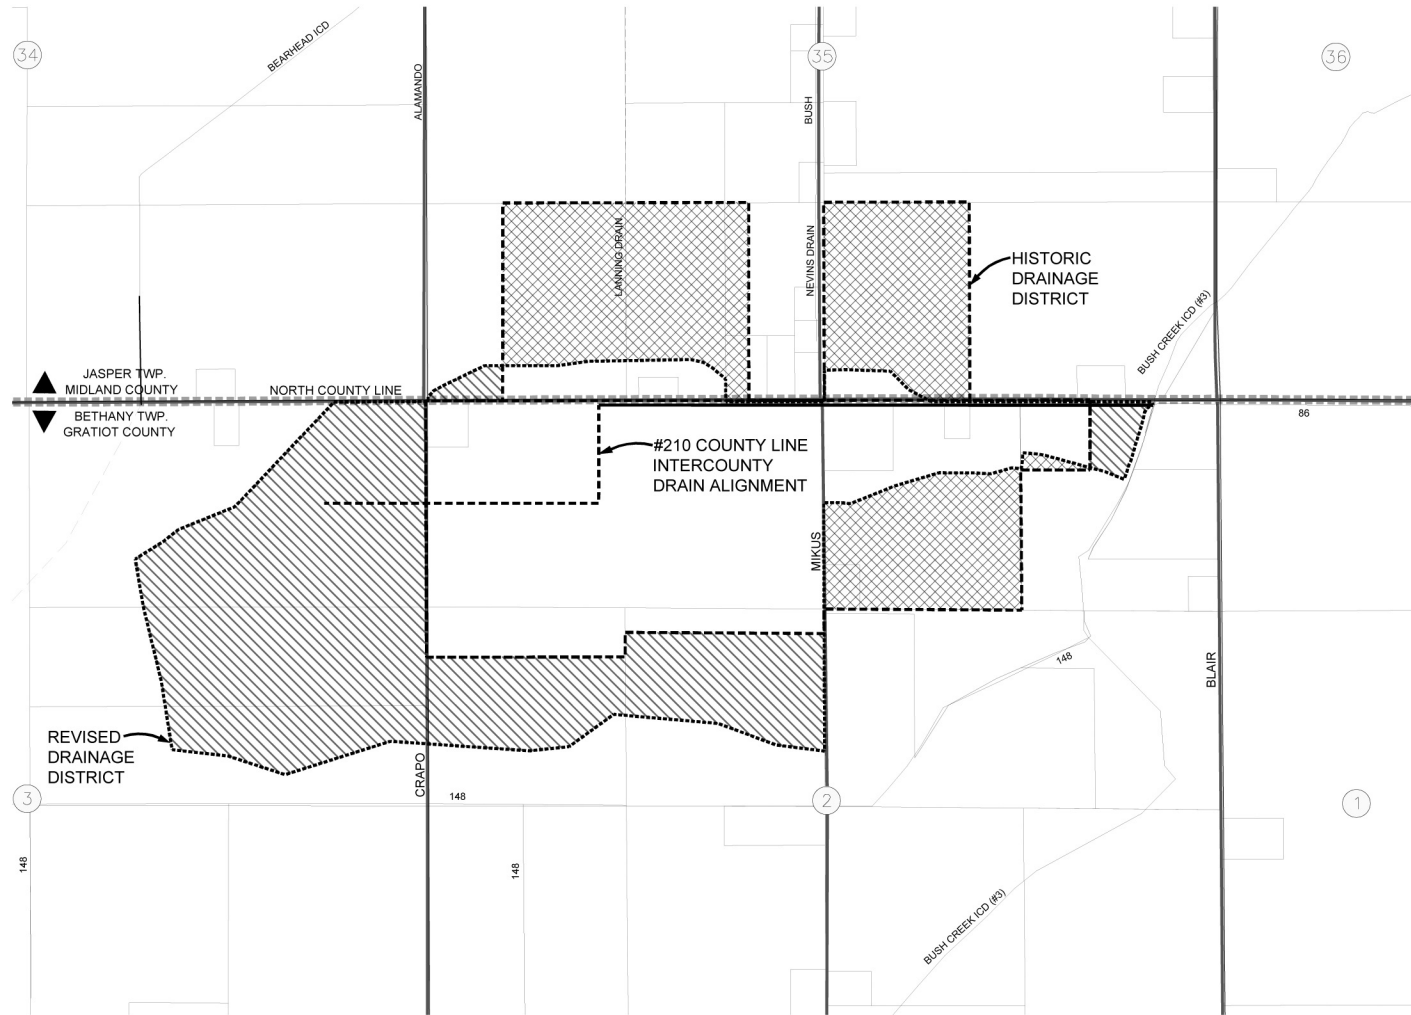 34
35
36
BEARHEAD ICD
ALAMANDO
BUSH
LANNING DRAIN
NEVINS DRAIN
HISTORIC
DRAINAGE
DISTRICT
BUSH CREEK ICD (#3)
JASPER TWP.
MIDLAND COUNTY
NORTH COUNTY LINE
BETHANY TWP.
GRATIOT COUNTY
86
#210 COUNTY LINE
INTERCOUNTY
DRAIN ALIGNMENT
MIKUS
148
BLAIR
REVISED
DRAINAGE
DISTRICT
CRAPO
148
3
2
1
148
148
BUSH CREEK ICD (#3)